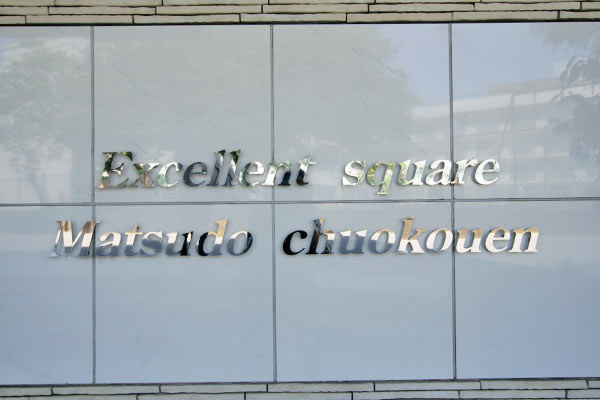 Excellent square
Matsudo chuokouen